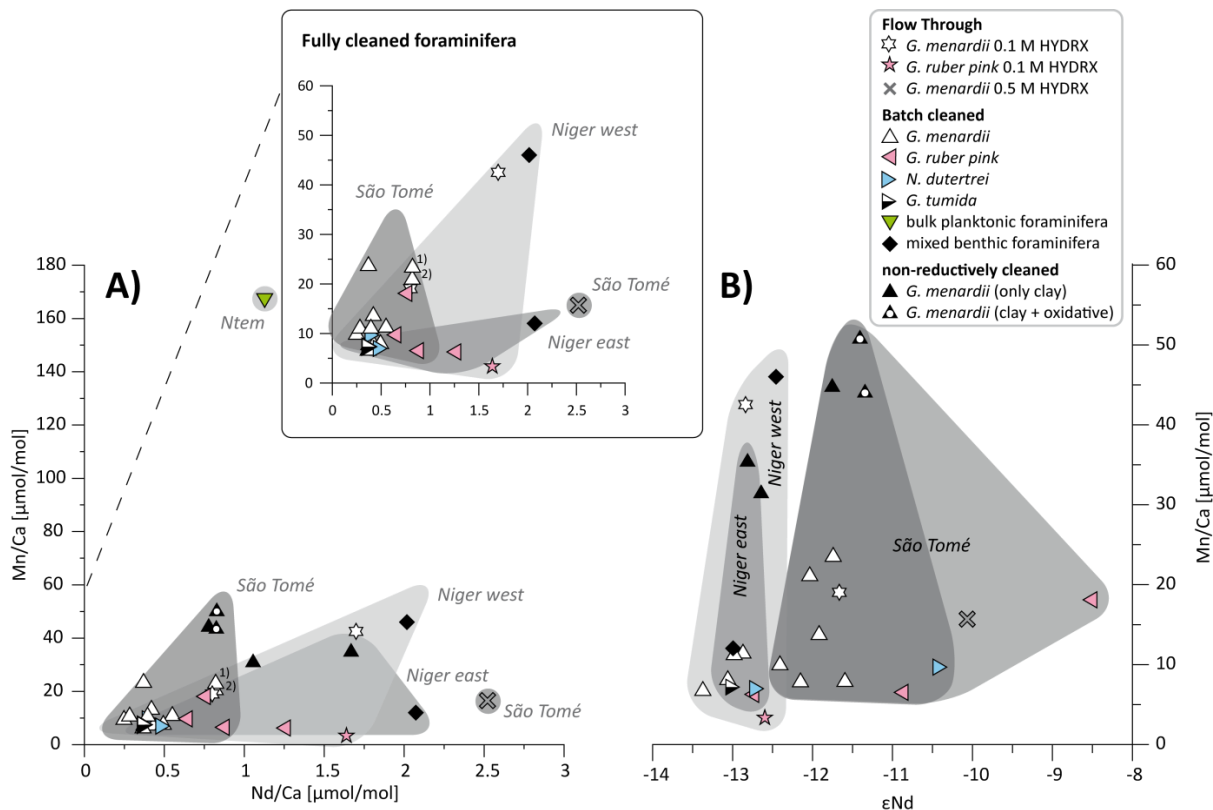 Fully cleaned foraminifera
60
50
40
30
20
10
0
0
0.5
1
1.5
2
2.5
3
Niger west
São Tomé
1)
2)
São Tomé
Niger east
A)
Ntem
180
160
140
120
100
80
60
40
20
0
Mn/Ca [µmol/mol]
0
0.5
1
1.5
2
2.5
3
Nd/Ca [µmol/mol]
São Tomé
Niger west
1)
2)
Niger east
São Tomé
Flow Through
G. menardii 0.1 M HYDRX
G. ruber pink 0.1 M HYDRX
G. menardii 0.5 M HYDRX
Batch cleaned
G. menardii
G. ruber pink
N. dutertrei
G. tumida
bulk planktonic foraminifera
mixed benthic foraminifera
non-reductively cleaned
G. menardii (only clay)
G. menardii (clay + oxidative)
B)
Niger west
Niger east
São Tomé
60
50
40
30
20
10
0
Mn/Ca [µmol/mol]
-14
-13
-12
-11
-10
-9
-8
εNd